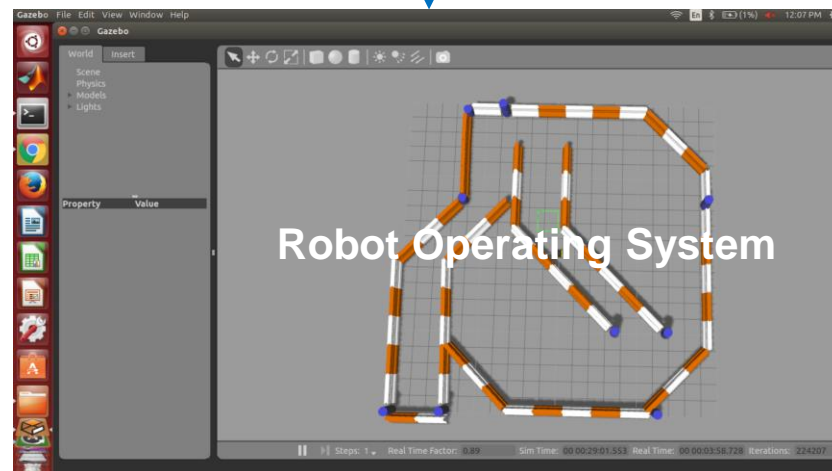 Gazebo File Edit View Window Help
En (1%) 12:07 PM
Gazebo
World Insert
Scene
Physics
Models
Lights
Property Value
Robot Operating System
Steps: 1 Real Time Factor: 0.89 Sim Time: 00 00:29:01.553 Real Time: 00 00:03:58.728 Iterations: 224207